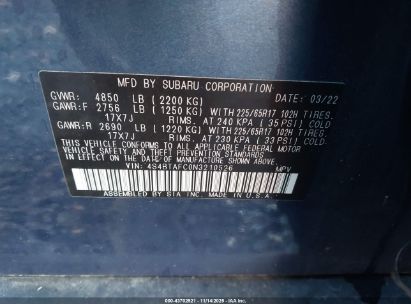 MFD BY SUBARU CORPORATION
GVWR: 4850 LB (2200 KG) DATE: 03/22
GAWR:F 2756 LB (1250 KG) WITH 225/65R17 102H TIRES,
17X7J RIMS, AT 240 KPA (35 PSI) COLD
GAWR:R 2690 LB (1220 KG) WITH 225/65R17 102H TIRES,
17X7J RIMS, AT 230 KPA (33 PSI) COLD
THIS VEHICLE CONFORMS TO ALL APPLICABLE FEDERAL MOTOR
VEHICLE SAFETY AND THEFT PREVENTION STANDARDS IN
EFFECT ON THE DATE OF MANUFACTURE SHOWN ABOVE.
VIN: 4S4BTAFC0N3210536 MPV
ASSEMBLED BY SIA INC. MADE IN U.S.A